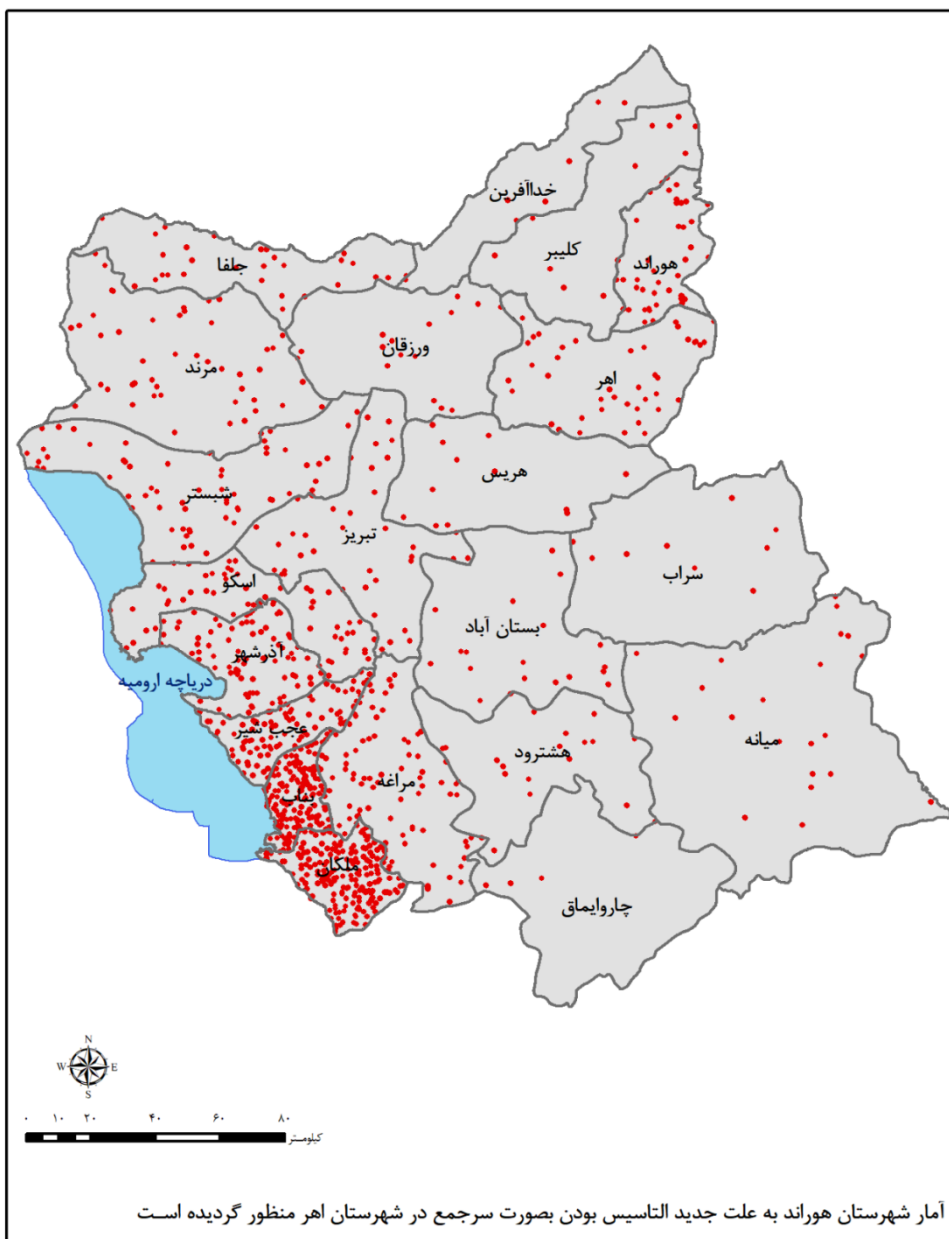 خداآفرین
کلیبر
هوراند
جلفا
ورزقان
مرند
اهر
هریس
شبستر
تبریز
سراب
اسکو
بستان آباد
آذرشهر
دریاچه ارومیه
عجب شیر
میانه
هشترود
مراغه
بناب
ملکان
چاروایماق
N
W E
S
۰ ۱۰ ۲۰ ۴۰ ۶۰ ۸۰
کیلومتر
آمار شهرستان هوراند به علت جدید التاسیس بودن بصورت سرجمع در شهرستان اهر منظور گردیده است